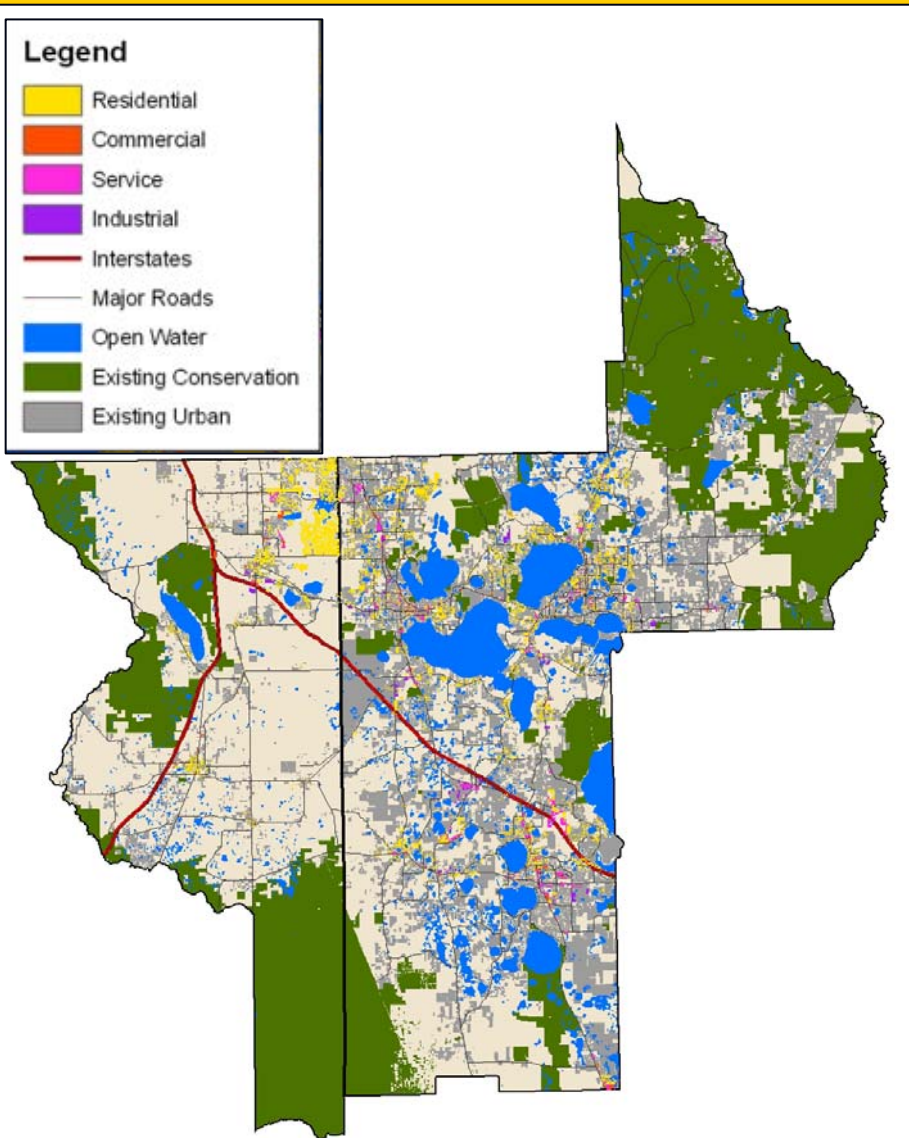 Legend
Residential
Commercial
Service
Industrial
Interstates
Major Roads
Open Water
Existing Conservation
Existing Urban